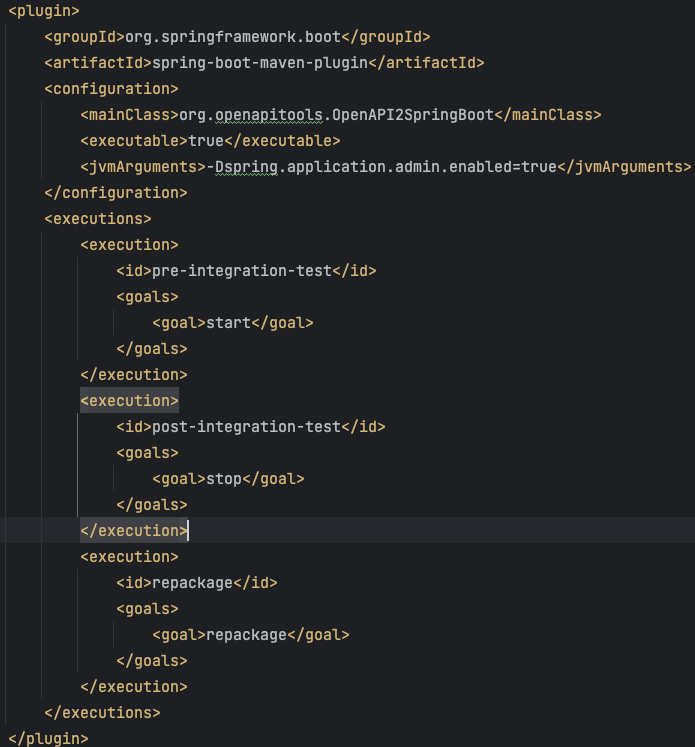 <plugin>
    <groupId>org.springframework.boot</groupId>
    <artifactId>spring-boot-maven-plugin</artifactId>
    <configuration>
        <mainClass>org.openapitools.OpenAPI2SpringBoot</mainClass>
        <executable>true</executable>
        <jvmArguments>-Dspring.application.admin.enabled=true</jvmArguments>
    </configuration>
    <executions>
        <execution>
            <id>pre-integration-test</id>
            <goals>
                <goal>start</goal>
            </goals>
        </execution>
        <execution>
            <id>post-integration-test</id>
            <goals>
                <goal>stop</goal>
            </goals>
        </execution>
        <execution>
            <id>repackage</id>
            <goals>
                <goal>repackage</goal>
            </goals>
        </execution>
    </executions>
</plugin>